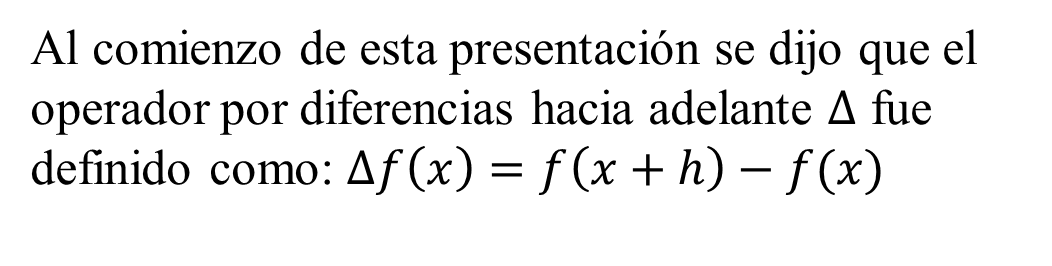 Al comienzo de esta presentación se dijo que el
operador por diferencias hacia adelante Δ fue
definido como: Δ𝑓(𝑥) = 𝑓(𝑥 + ℎ) − 𝑓(𝑥)